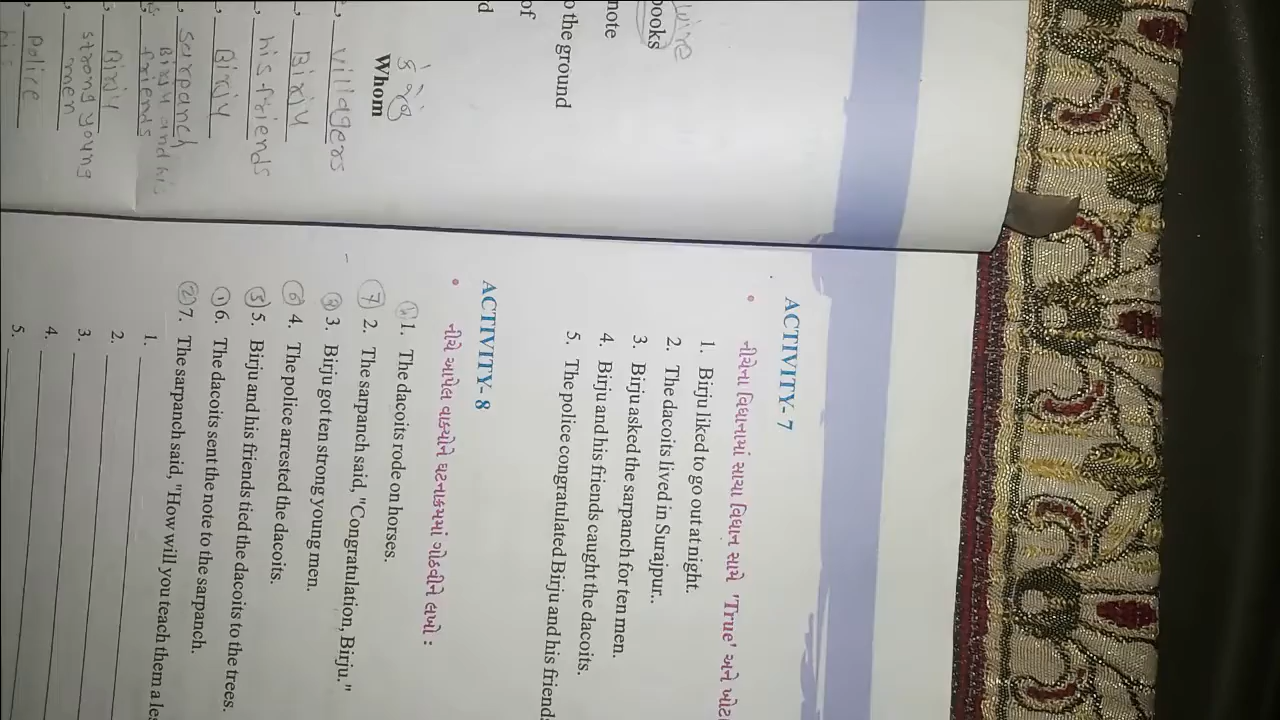 wire
books
note
o the ground
of
d
Whom
villagers
Birju
his friends
Birju
sarpanch
Birju and his
friends
Birju
strong young
men
police
his
ACTIVITY- 7
નીચેના વિધાનામાં સાચા વિધાન સામે 'True' અને ખોટા
1. Birju liked to go out at night.
2. The dacoits lived in Surajpur..
3. Birju asked the sarpanch for ten men.
4. Birju and his friends caught the dacoits.
5. The police congratulated Birju and his friend
ACTIVITY- 8
નીચે આપેલ વાક્યોને ઘટનાક્રમમાં ગોઠવીને લખો :
1. The dacoits rode on horses.
7 2. The sarpanch said, "Congratulation, Birju."
3. Birju got ten strong young men.
6 4. The police arrested the dacoits.
5 5. Birju and his friends tied the dacoits to the trees.
1 6. The dacoits sent the note to the sarpanch.
2 7. The sarpanch said, "How will you teach them a le
1.
2.
3.
4.
5.